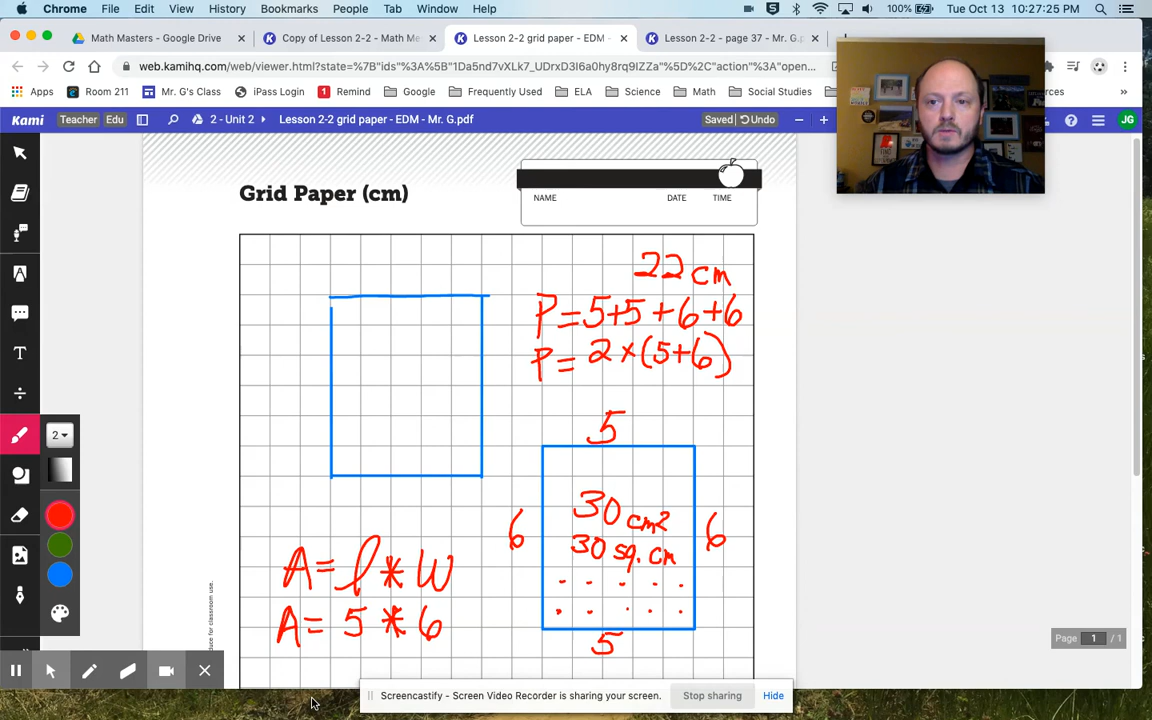 Chrome File Edit View History Bookmarks People Tab Window Help 100% Tue Oct 13 10:27:25 PM
Math Masters - Google Drive × Copy of Lesson 2-2 - Math Me × Lesson 2-2 grid paper - EDM - × Lesson 2-2 - page 37 - Mr. G.p ×
web.kamihq.com/web/viewer.html?state=%7B"ids"%3A%5B"1Da5nd7vXLk7_UDrxD3I6a0hy8rq9IZZa"%5D%2C"action"%3A"open...
Apps Room 211 Mr. G's Class iPass Login 1 Remind Google Frequently Used ELA Science Math Social Studies
Kami Teacher Edu 2 - Unit 2 Lesson 2-2 grid paper - EDM - Mr. G.pdf Saved Undo JG
Grid Paper (cm)
NAME DATE TIME
22 cm
P=5+5+6+6
P=2×(5+6)
2
5
6 30 cm² 6
30 sq. cm
A=l*W
A=5*6
5
duce for classroom use.
Page 1 / 1
Screencastify - Screen Video Recorder is sharing your screen. Stop sharing Hide